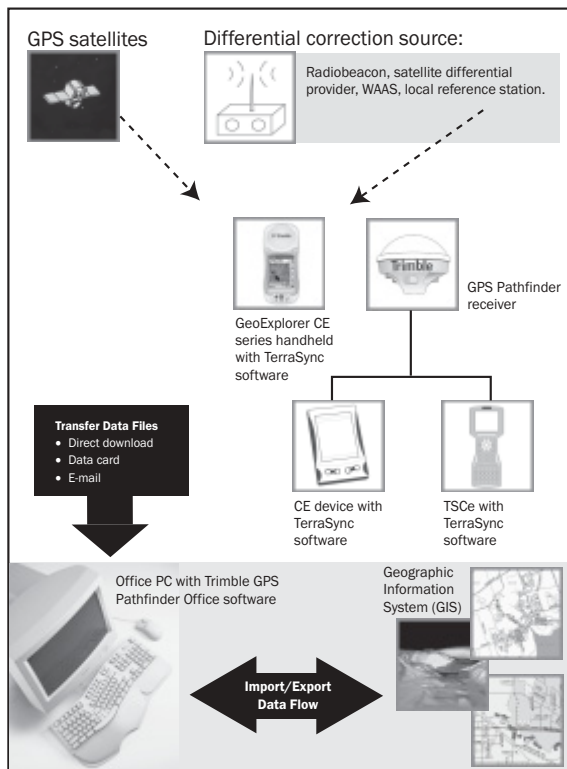 GPS satellites
Differential correction source:
Radiobeacon, satellite differential
provider, WAAS, local reference station.
Trimble
GPS Pathfinder
receiver
GeoExplorer CE
series handheld
with TerraSync
software
Transfer Data Files
• Direct download
• Data card
• E-mail
CE device with
TerraSync
software
TSCe with
TerraSync
software
Office PC with Trimble GPS
Pathfinder Office software
Geographic
Information
System (GIS)
Import/Export
Data Flow